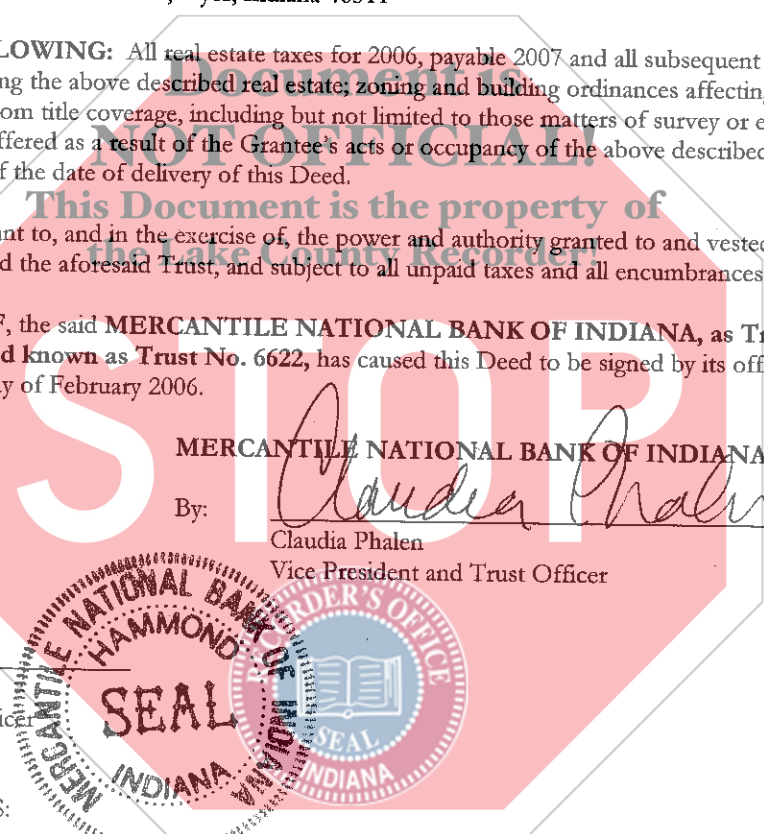 , Indiana 46311
LOWING: All real estate taxes for 2006, payable 2007 and all subsequent
ng the above described real estate; zoning and building ordinances affectin
om title coverage, including but not limited to those matters of survey or e
ffered as a result of the Grantee's acts or occupancy of the above described
f the date of delivery of this Deed.
Document is
NOT OFFICIAL!
This Document is the property of
the Lake County Recorder!
nt to, and in the exercise of, the power and authority granted to and vested
d the aforesaid Trust, and subject to all unpaid taxes and all encumbrances
F, the said MERCANTILE NATIONAL BANK OF INDIANA, as Tr
d known as Trust No. 6622, has caused this Deed to be signed by its off
y of February 2006.
STOP
MERCANTILE NATIONAL BANK OF INDIANA
By: Claudia Phalen
Claudia Phalen
Vice President and Trust Officer
MERCANTILE NATIONAL BANK OF INDIANA
HAMMOND
SEAL
INDIANA
RECORDER'S OFFICE
SEAL
INDIANA
icer
S: